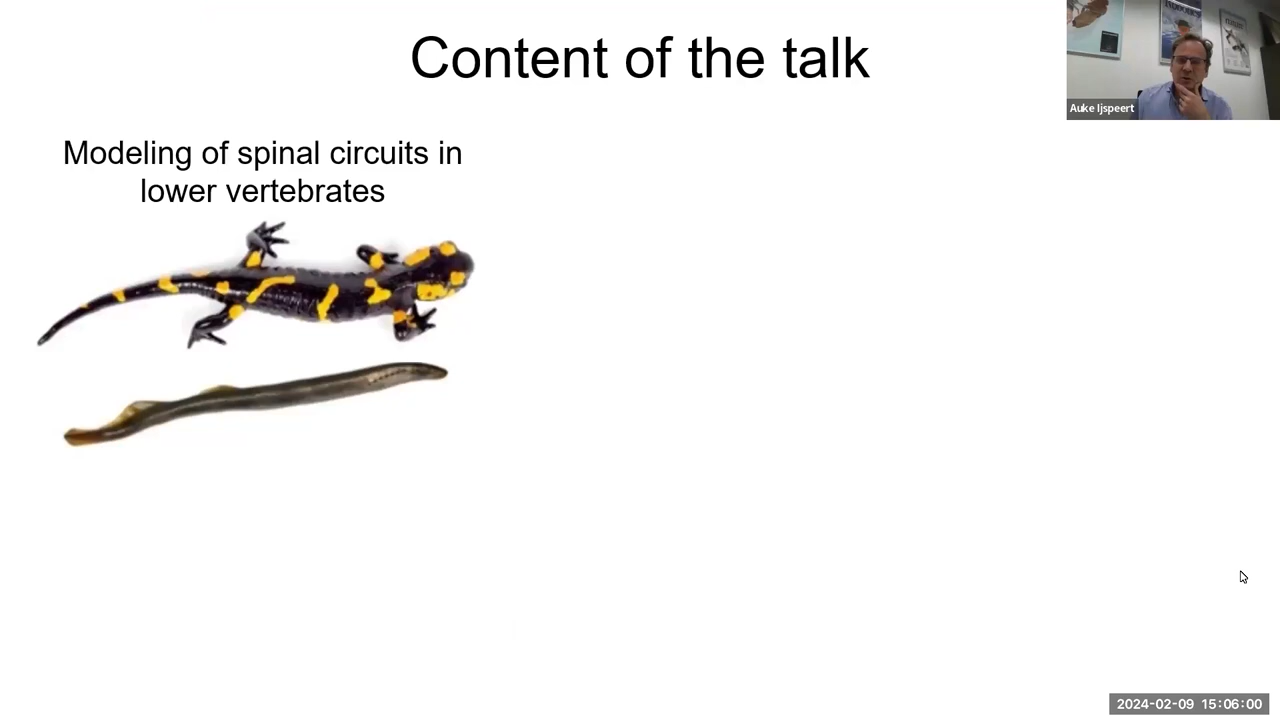 Content of the talk
Auke Ijspeert
Modeling of spinal circuits in
lower vertebrates
2024-02-09 15:06:00